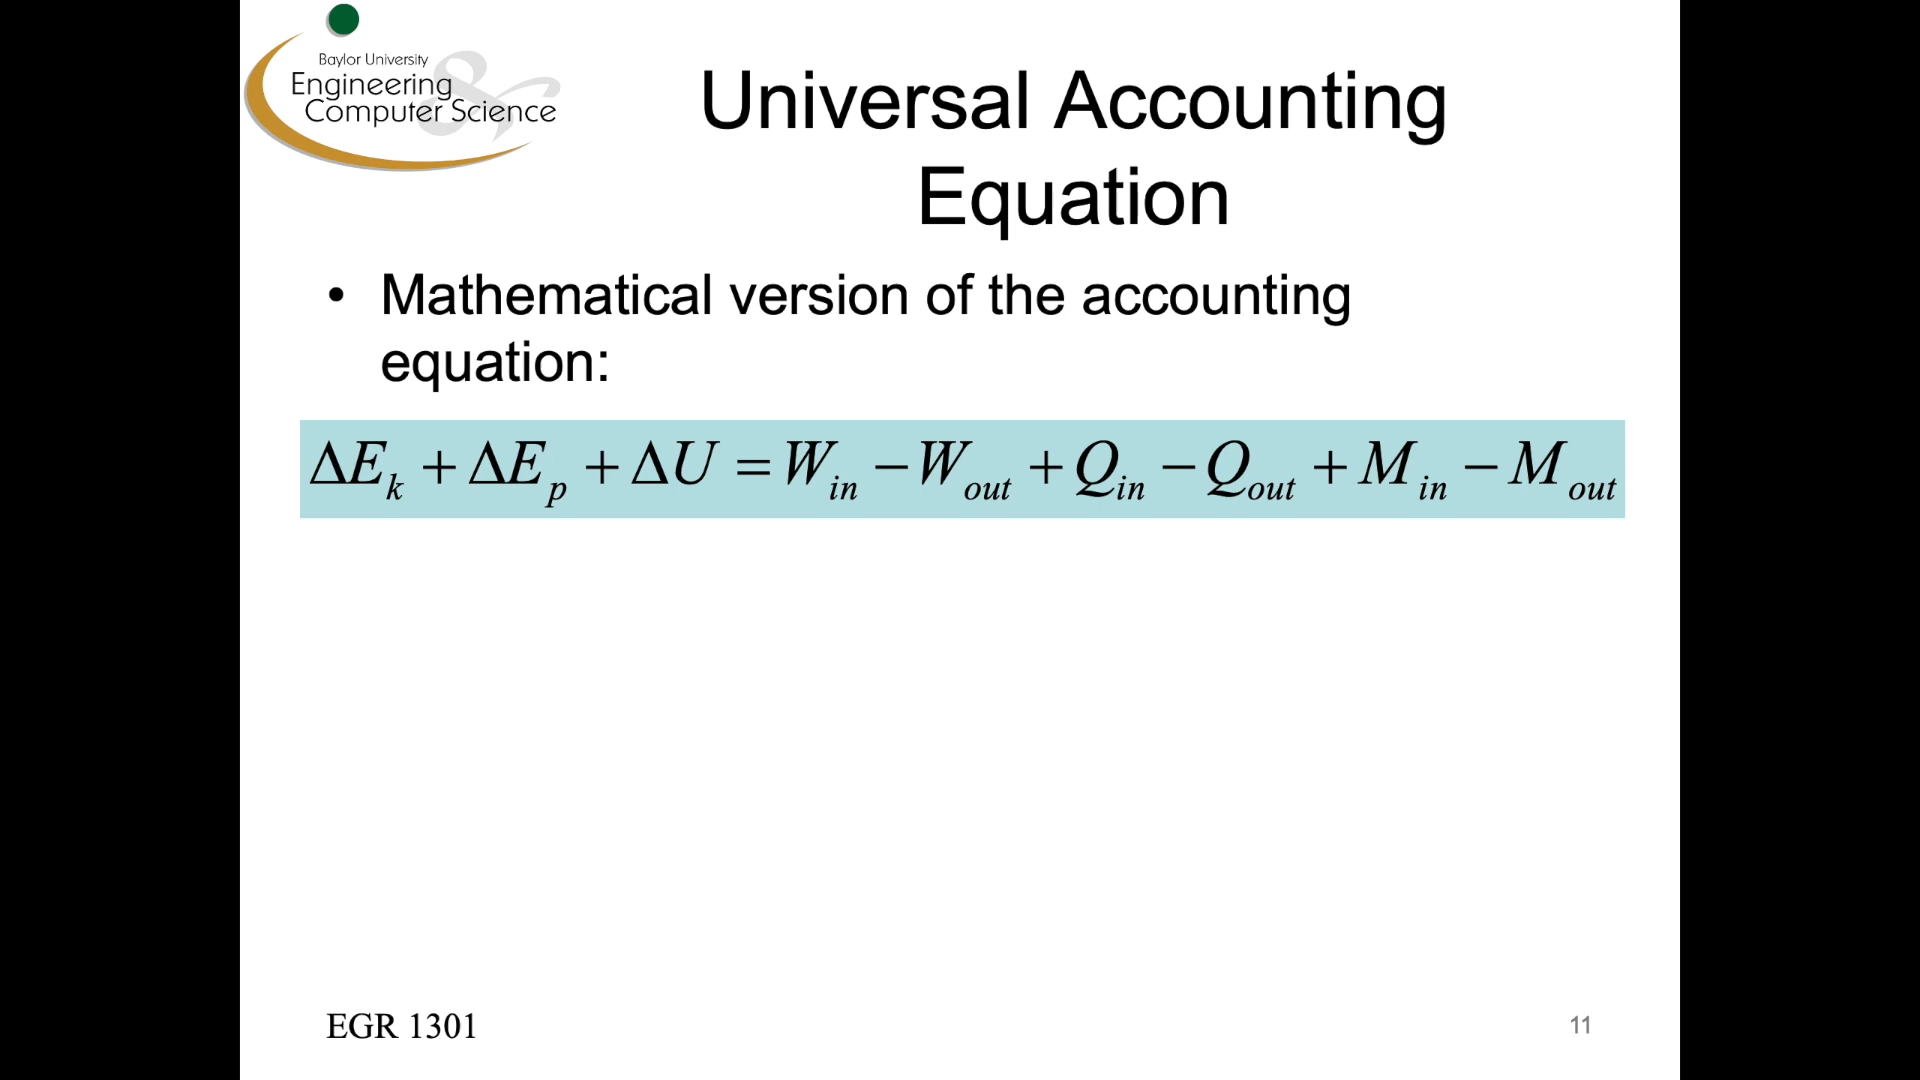 Baylor University
Engineering &
Computer Science
Universal Accounting
Equation
• Mathematical version of the accounting
equation:
ΔE_k + ΔE_p + ΔU = W_in − W_out + Q_in − Q_out + M_in − M_out
EGR 1301
11